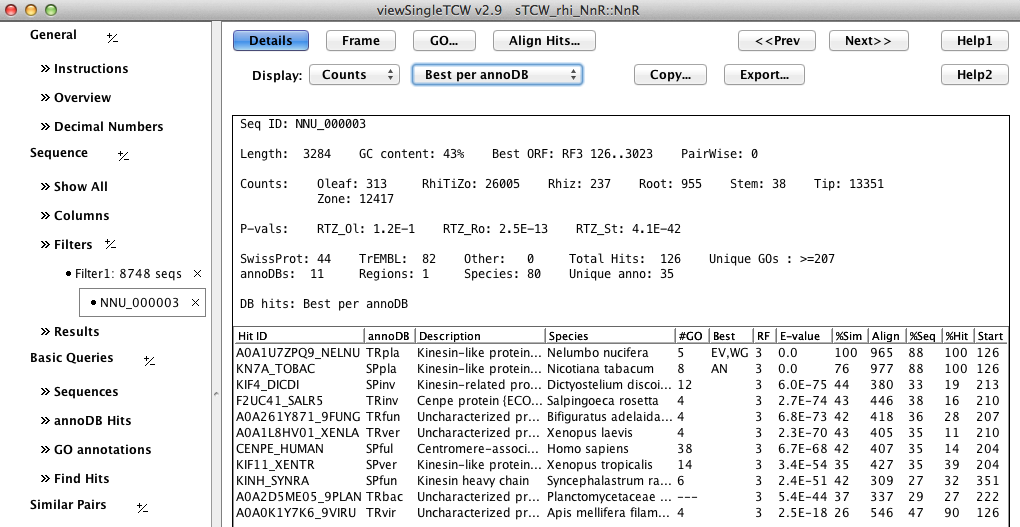 viewSingleTCW v2.9 sTCW_rhi_NnR::NnR
General +/-
» Instructions
» Overview
» Decimal Numbers
Sequence +/-
» Show All
» Columns
» Filters +/-
• Filter1: 8748 seqs ×
• NNU_000003 ×
» Results
Basic Queries +/-
» Sequences
» annoDB Hits
» GO annotations
» Find Hits
Similar Pairs +/-
Details Frame GO... Align Hits... <<Prev Next>> Help1
Display: Counts Best per annoDB Copy... Export... Help2
Seq ID: NNU_000003
Length: 3284 GC content: 43% Best ORF: RF3 126..3023 PairWise: 0
Counts: Oleaf: 313 RhiTiZo: 26005 Rhiz: 237 Root: 955 Stem: 38 Tip: 13351
Zone: 12417
P-vals: RTZ_Ol: 1.2E-1 RTZ_Ro: 2.5E-13 RTZ_St: 4.1E-42
SwissProt: 44 TrEMBL: 82 Other: 0 Total Hits: 126 Unique GOs : >=207
annoDBs: 11 Regions: 1 Species: 80 Unique anno: 35
DB hits: Best per annoDB
Hit ID annoDB Description Species #GO Best RF E-value %Sim Align %Seq %Hit Start
A0A1U7ZPQ9_NELNU TRpla Kinesin-like protein... Nelumbo nucifera 5 EV,WG 3 0.0 100 965 88 100 126
KN7A_TOBAC SPpla Kinesin-like protein... Nicotiana tabacum 8 AN 3 0.0 76 977 88 100 126
KIF4_DICDI SPinv Kinesin-related pro... Dictyostelium discoi... 12 3 6.0E-75 44 380 33 19 213
F2UC41_SALR5 TRinv Cenpe protein {ECO... Salpingoeca rosetta 4 3 2.7E-74 43 446 38 16 210
A0A261Y871_9FUNG TRfun Uncharacterized pr... Bifiguratus adelaida... 4 3 6.8E-73 42 418 36 28 207
A0A1L8HV01_XENLA TRver Uncharacterized pr... Xenopus laevis 4 3 2.3E-70 43 405 35 11 210
CENPE_HUMAN SPful Centromere-associ... Homo sapiens 38 3 6.7E-68 42 407 35 14 204
KIF11_XENTR SPver Kinesin-like protein... Xenopus tropicalis 14 3 3.4E-54 35 427 35 39 204
KINH_SYNRA SPfun Kinesin heavy chain Syncephalastrum ra... 6 3 2.4E-51 42 309 27 32 351
A0A2D5ME05_9PLAN TRbac Uncharacterized pr... Planctomycetaceae ... --- 3 5.4E-44 37 337 29 27 222
A0A0K1Y7K6_9VIRU TRvir Uncharacterized pr... Apis mellifera filam... 4 3 2.5E-18 26 546 47 90 126